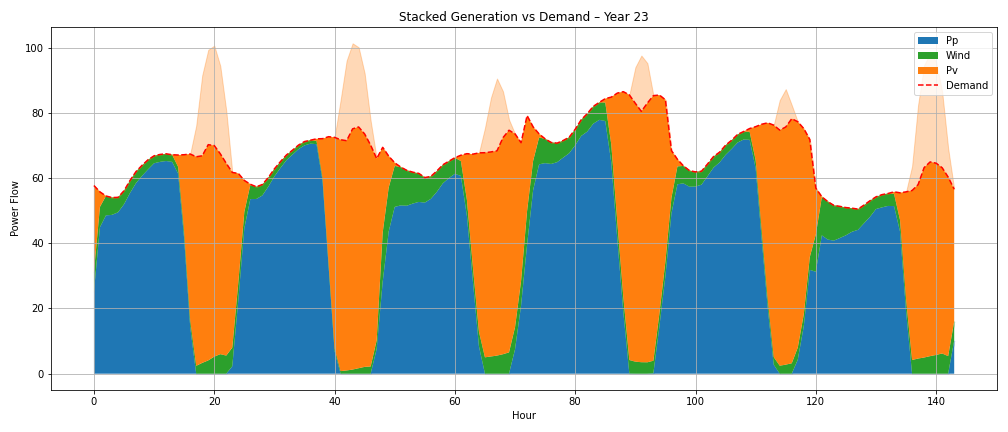 Stacked Generation vs Demand – Year 23
Pp
Wind
Pv
Demand
Power Flow
100
80
60
40
20
0
0 20 40 60 80 100 120 140
Hour